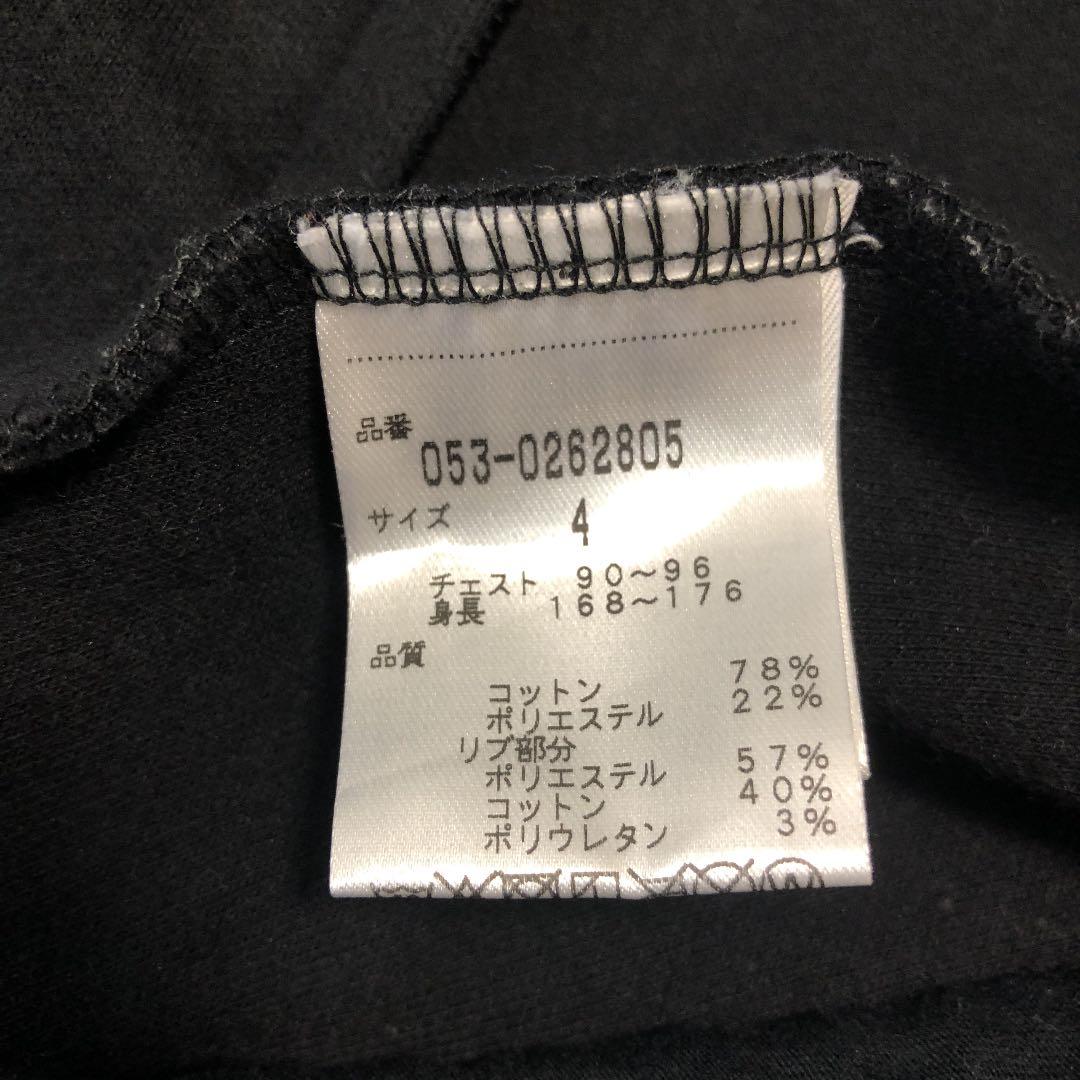 品番 053-0262805
サイズ 4
チェスト 90～96
身長 168～176
品質
コットン 78%
ポリエステル 22%
リブ部分
ポリエステル 57%
コットン 40%
ポリウレタン 3%